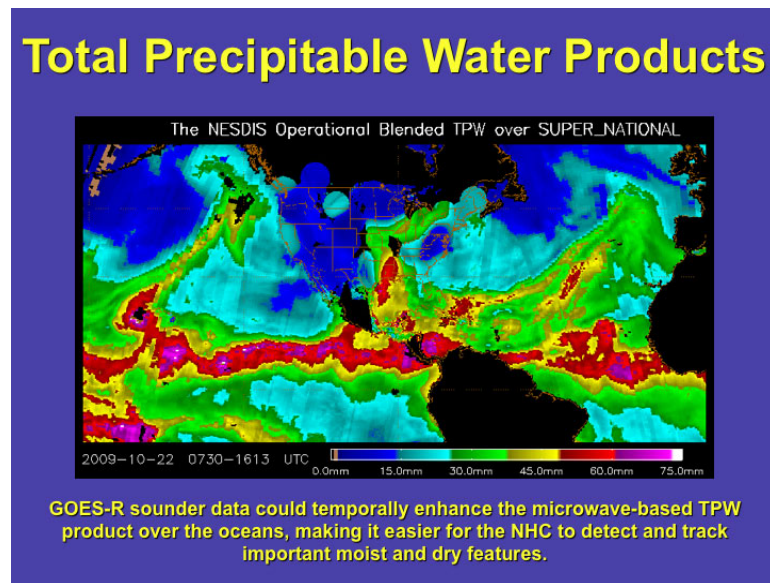 Total Precipitable Water Products
The NESDIS Operational Blended TPW over SUPER_NATIONAL
2009-10-22 0730-1613 UTC
0.0mm 15.0mm 30.0mm 45.0mm 60.0mm 75.0mm
GOES-R sounder data could temporally enhance the microwave-based TPW
product over the oceans, making it easier for the NHC to detect and track
important moist and dry features.